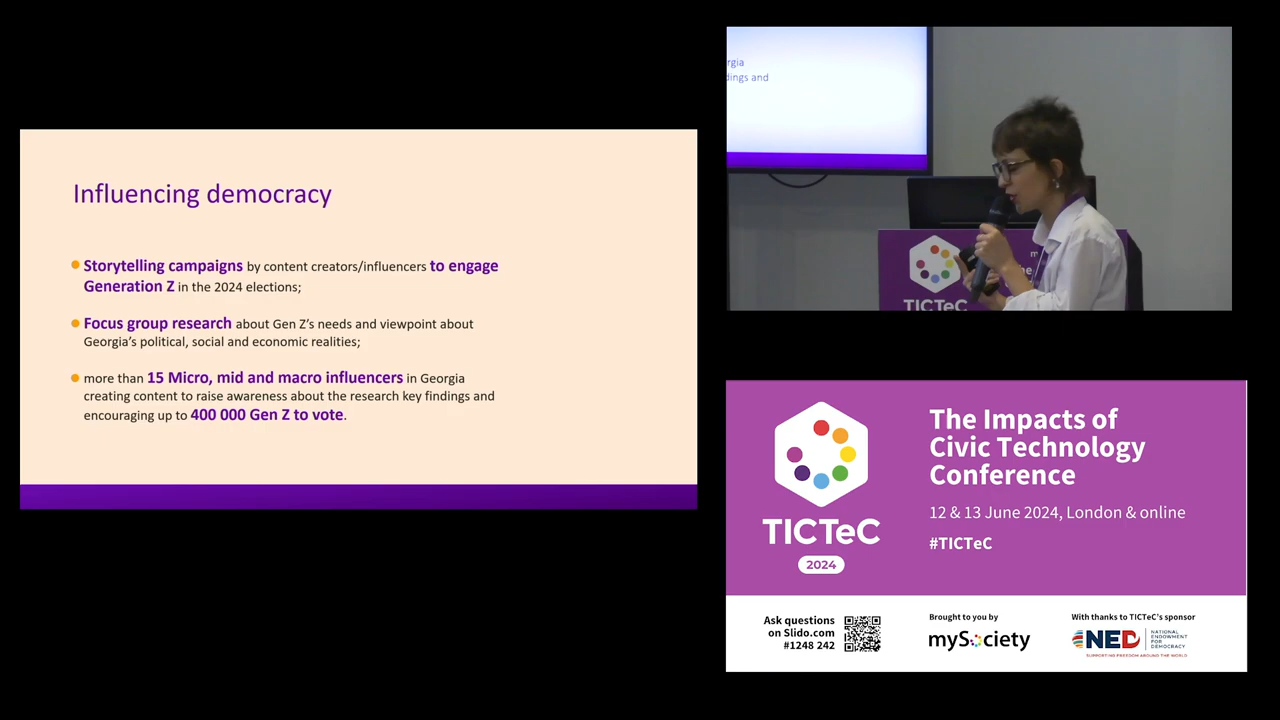 Influencing democracy
Storytelling campaigns by content creators/influencers to engage
Generation Z in the 2024 elections;
Focus group research about Gen Z's needs and viewpoint about
Georgia's political, social and economic realities;
more than 15 Micro, mid and macro influencers in Georgia
creating content to raise awareness about the research key findings and
encouraging up to 400 000 Gen Z to vote.
rgia
dings and
TICTeC
TICTeC
2024
The Impacts of
Civic Technology
Conference
12 & 13 June 2024, London & online
#TICTeC
Ask questions
on Slido.com
#1248 242
Brought to you by
mySociety
With thanks to TICTeC's sponsor
NED
NATIONAL
ENDOWMENT
FOR
DEMOCRACY
SUPPORTING FREEDOM AROUND THE WORLD